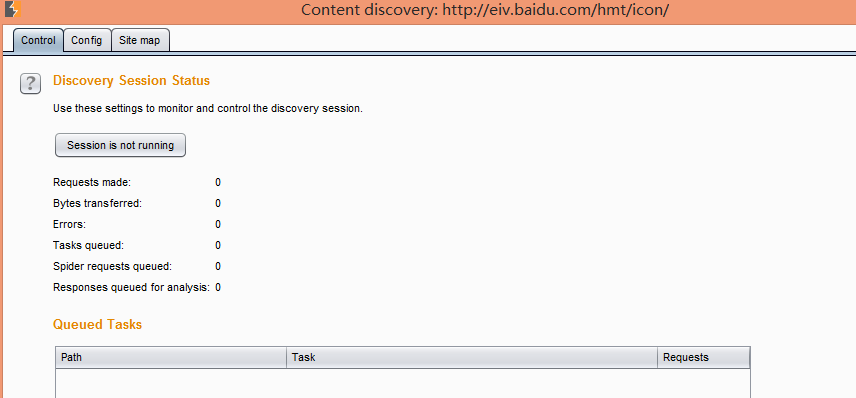 Content discovery: http://eiv.baidu.com/hmt/icon/
Control Config Site map
? Discovery Session Status
Use these settings to monitor and control the discovery session.
Session is not running
Requests made: 0
Bytes transferred: 0
Errors: 0
Tasks queued: 0
Spider requests queued: 0
Responses queued for analysis: 0
Queued Tasks
Path Task Requests